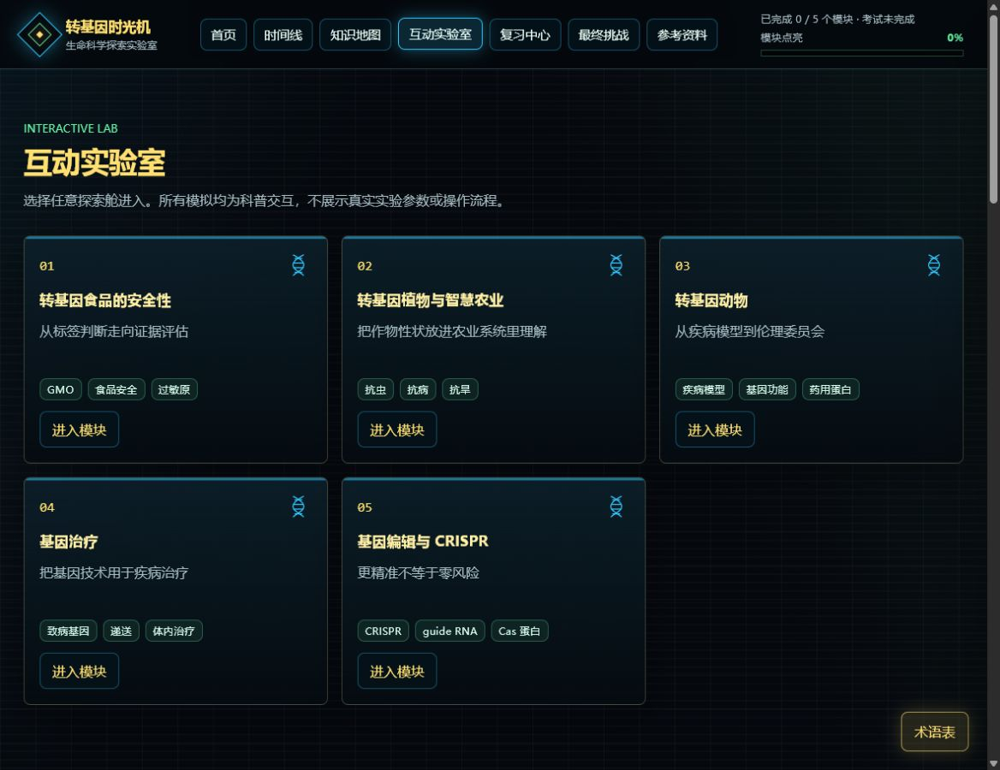 转基因时光机
生命科学探索实验室
首页
时间线
知识地图
互动实验室
复习中心
最终挑战
参考资料
已完成 0 / 5 个模块 · 考试未完成
模块点亮
0%
INTERACTIVE LAB
互动实验室
选择任意探索舱进入。所有模拟均为科普交互，不展示真实实验参数或操作流程。
01
转基因食品的安全性
从标签判断走向证据评估
GMO
食品安全
过敏原
进入模块
02
转基因植物与智慧农业
把作物性状放进农业系统里理解
抗虫
抗病
抗旱
进入模块
03
转基因动物
从疾病模型到伦理委员会
疾病模型
基因功能
药用蛋白
进入模块
04
基因治疗
把基因技术用于疾病治疗
致病基因
递送
体内治疗
进入模块
05
基因编辑与 CRISPR
更精准不等于零风险
CRISPR
guide RNA
Cas 蛋白
进入模块
术语表